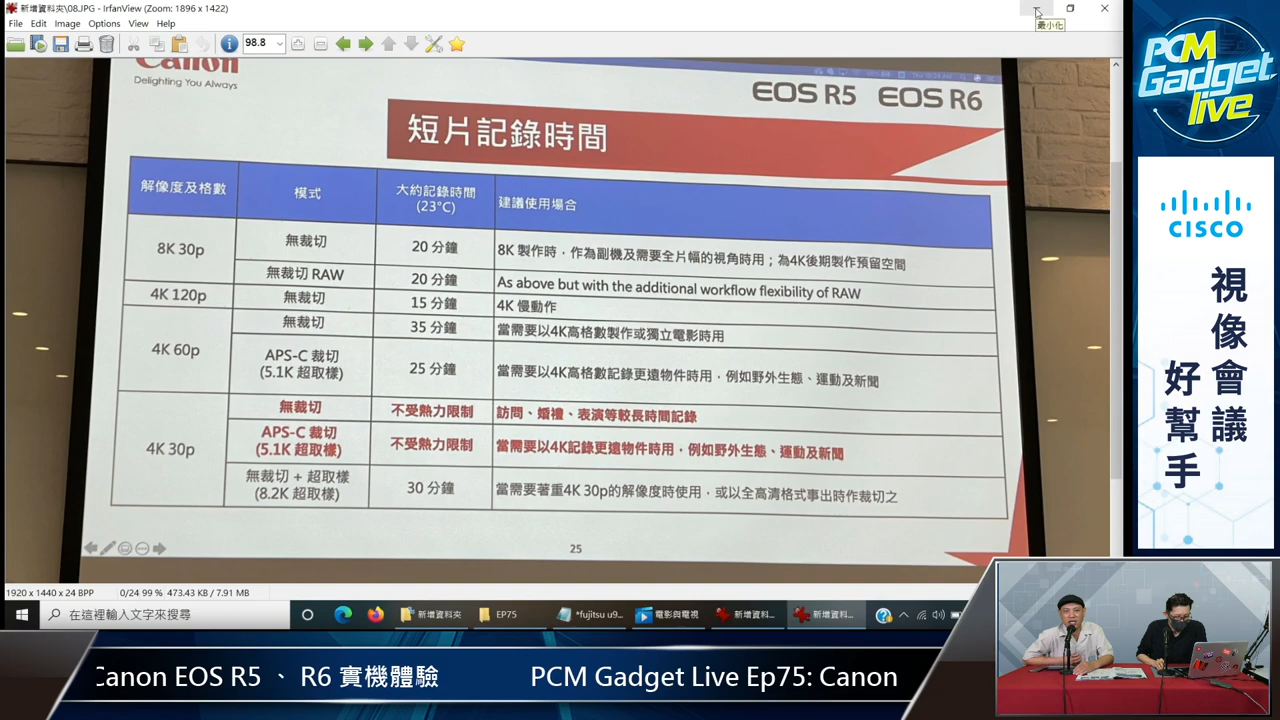 新增資料夾\08.JPG - IrfanView (Zoom: 1896 x 1422)
File Edit Image Options View Help
98.8
最小化
Canon
Delighting You Always
EOS R5 EOS R6
短片記錄時間
解像度及格數 模式 大約記錄時間 (23°C) 建議使用場合
8K 30p 無裁切 20 分鐘 8K 製作時，作為副機及需要全片幅的視角時用；為4K後期製作預留空間
無裁切 RAW 20 分鐘 As above but with the additional workflow flexibility of RAW
4K 120p 無裁切 15 分鐘 4K 慢動作
4K 60p 無裁切 35 分鐘 當需要以4K高格數製作或獨立電影時用
APS-C 裁切 (5.1K 超取樣) 25 分鐘 當需要以4K高格數記錄更遠物件時用，例如野外生態、運動及新聞
4K 30p 無裁切 不受熱力限制 訪問、婚禮、表演等較長時間記錄
APS-C 裁切 (5.1K 超取樣) 不受熱力限制 當需要以4K記錄更遠物件時用，例如野外生態、運動及新聞
無裁切 + 超取樣 (8.2K 超取樣) 30 分鐘 當需要著重4K 30p的解像度時使用，或以全高清格式事出時作裁切之
25
1920 x 1440 x 24 BPP 0/24 99 % 473.43 KB / 7.91 MB
在這裡輸入文字來搜尋
新增資料夾
EP75
*fujitsu u9...
電影與電視
新增資料...
新增資料...
PCM Gadget live
CISCO
視像會議
好幫手
Canon EOS R5 、 R6 實機體驗 PCM Gadget Live Ep75: Canon